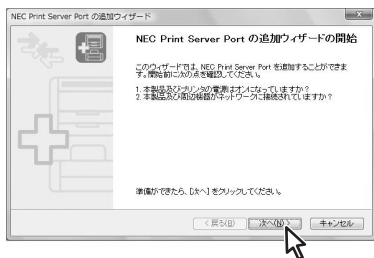 NEC Print Server Port の追加ウィザード
NEC Print Server Port の追加ウィザードの開始
このウィザードでは、NEC Print Server Port を追加することができま
す。開始前に次の点を確認してください。
1. 本製品及びプリンタの電源はオンになっていますか？
2. 本製品及び周辺機器がネットワークに接続されていますか？
準備ができたら、[次へ] をクリックしてください。
< 戻る(B)
次へ(N) >
キャンセル